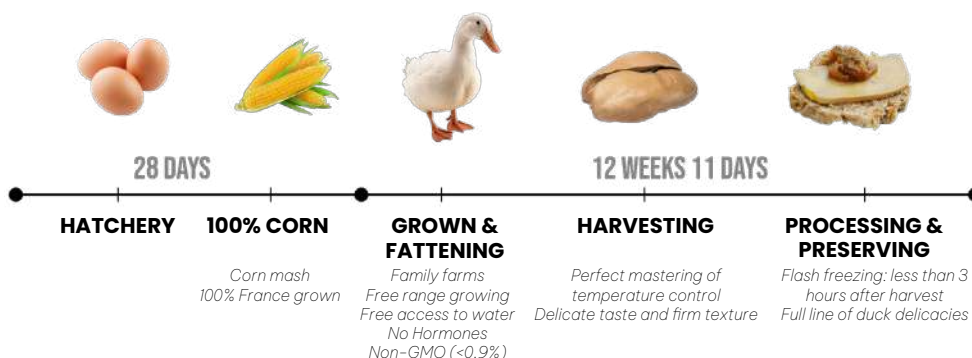 28 DAYS
12 WEEKS 11 DAYS
HATCHERY
100% CORN
Corn mash
100% France grown
GROWN &
FATTENING
Family farms
Free range growing
Free access to water
No Hormones
Non-GMO (<0.9%)
HARVESTING
Perfect mastering of
temperature control
Delicate taste and firm texture
PROCESSING &
PRESERVING
Flash freezing: less than 3
hours after harvest
Full line of duck delicacies